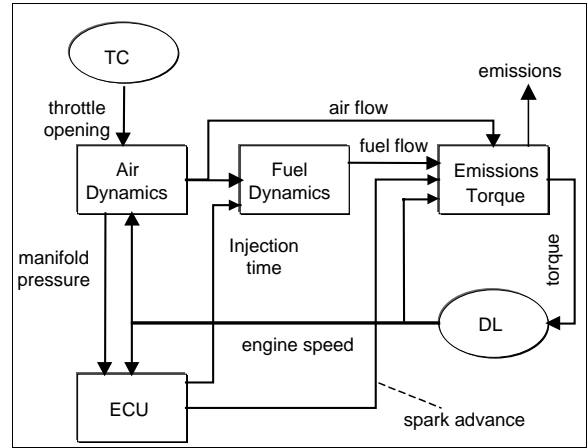 TC
emissions
throttle
opening
air flow
fuel flow
Air
Dynamics
Fuel
Dynamics
Emissions
Torque
manifold
pressure
Injection
time
torque
DL
engine speed
ECU
spark advance